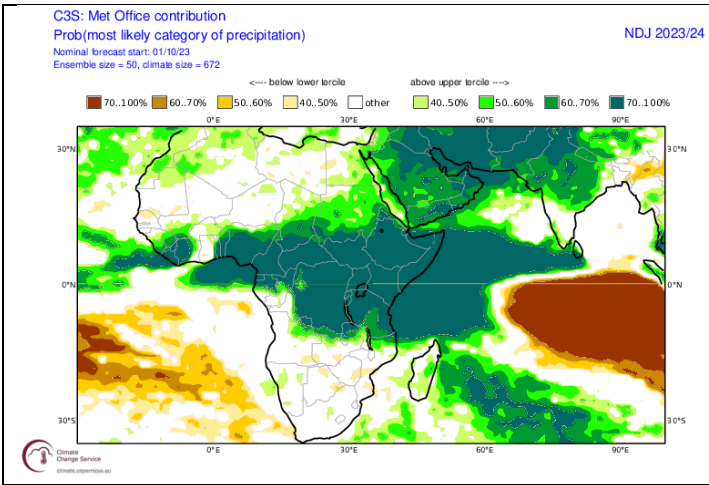 C3S: Met Office contribution
Prob(most likely category of precipitation)
NDJ 2023/24
Nominal forecast start: 01/10/23
Ensemble size = 50, climate size = 672
<---- below lower tercile above upper tercile ---->
70..100% 60..70% 50..60% 40..50% other 40..50% 50..60% 60..70% 70..100%
0°E 30°E 60°E 90°E
30°N 30°N
0°N 0°N
30°S 30°S
0°E 30°E 60°E 90°E
Climate
Change Service
climate.copernicus.eu